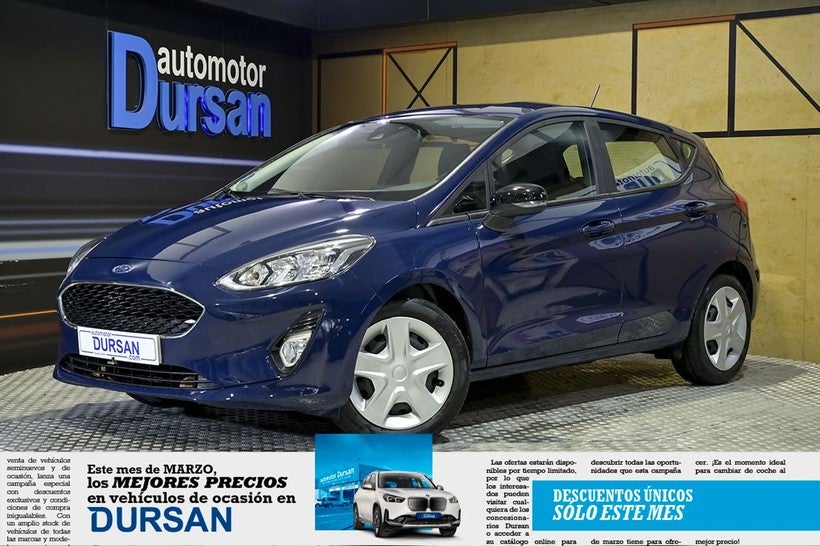 automotor
Dursan
Ford
automotor
DURSAN
.com
venta de vehículos
seminuevos y de
ocasión, lanza una
campaña especial
con descuentos
exclusivos y condi-
ciones de compra
inigualables. Con
un amplio stock de
vehículos de todas
las marcas y mode-
Este mes de MARZO,
los MEJORES PRECIOS
en vehículos de ocasión en
DURSAN
automotor Dursan
Las ofertas estarán dispo-
nibles por tiempo limitado,
por lo que
los interesa-
dos pueden
visitar cual-
quiera de los
concesiona-
rios Dursan
o acceder a
su catálogo online para
descubrir todas las oportu-
nidades que esta campaña
de marzo tiene para ofre-
cer. ¡Es el momento ideal
para cambiar de coche al
mejor precio!
DESCUENTOS ÚNICOS
SÓLO ESTE MES